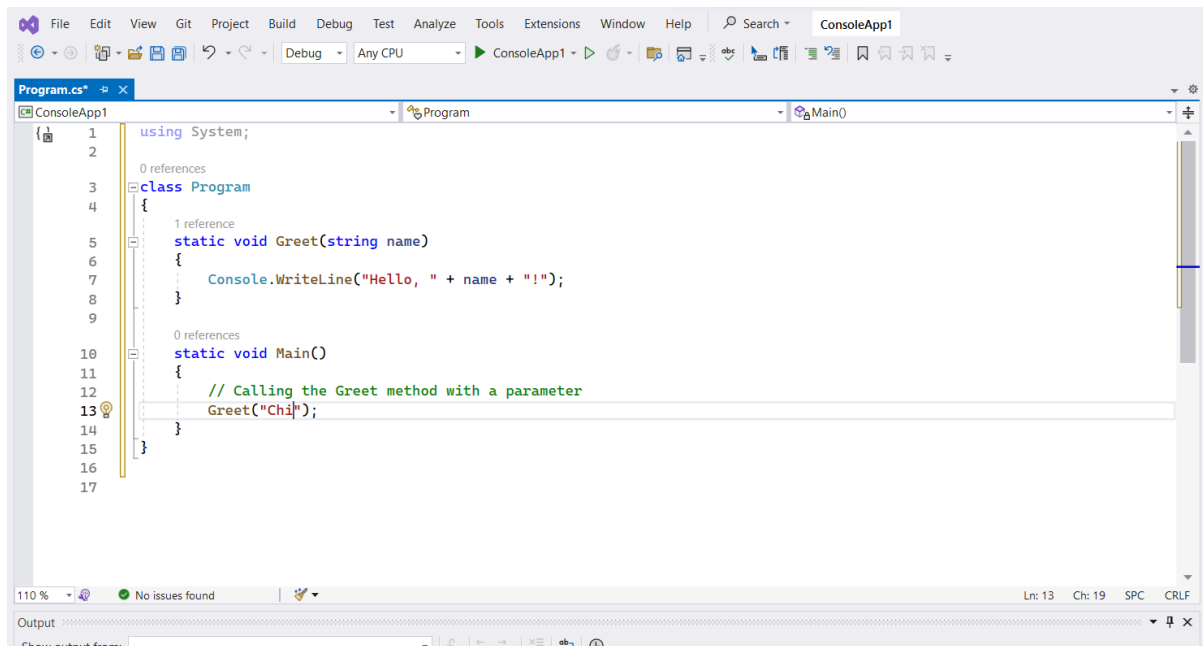 File Edit View Git Project Build Debug Test Analyze Tools Extensions Window Help Search ConsoleApp1
Debug Any CPU ConsoleApp1
Program.cs*
ConsoleApp1 Program Main()
1 using System;
2
0 references
3 class Program
4 {
1 reference
5 static void Greet(string name)
6 {
7 Console.WriteLine("Hello, " + name + "!");
8 }
9
0 references
10 static void Main()
11 {
12 // Calling the Greet method with a parameter
13 Greet("Chi");
14 }
15 }
16
17
110 % No issues found Ln: 13 Ch: 19 SPC CRLF
Output
Show output from: